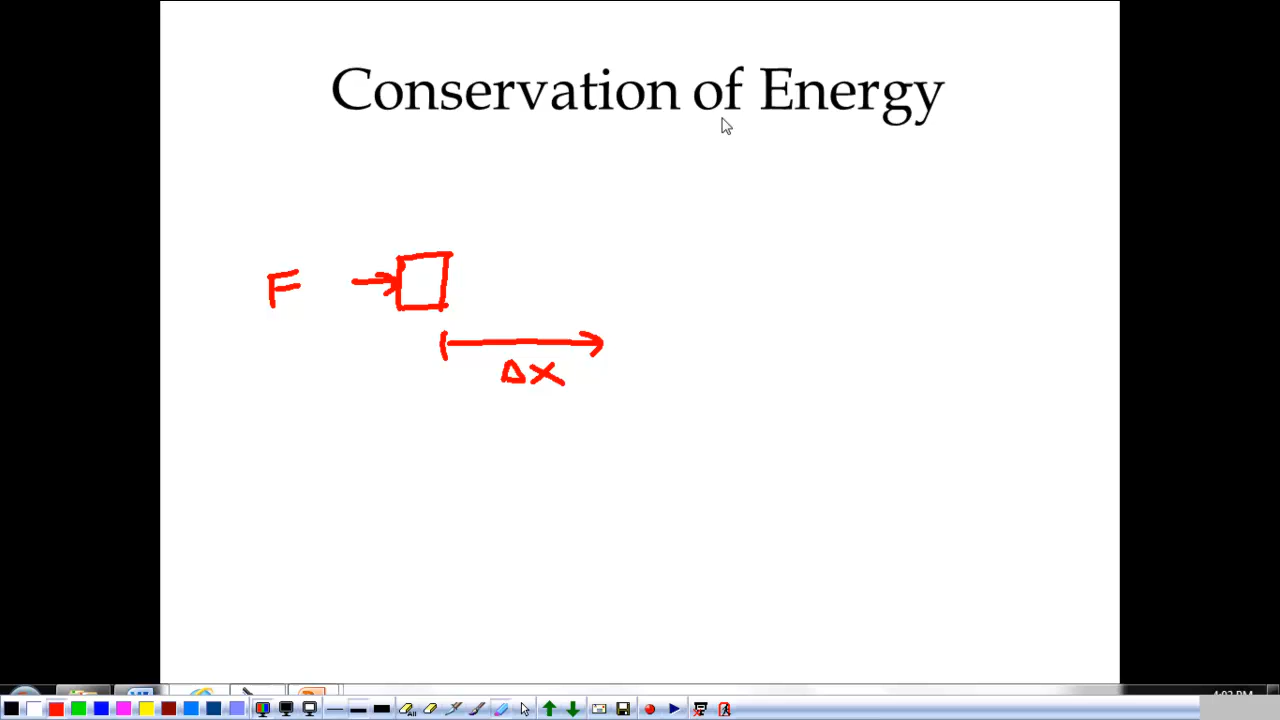 Conservation of Energy
F
Δx